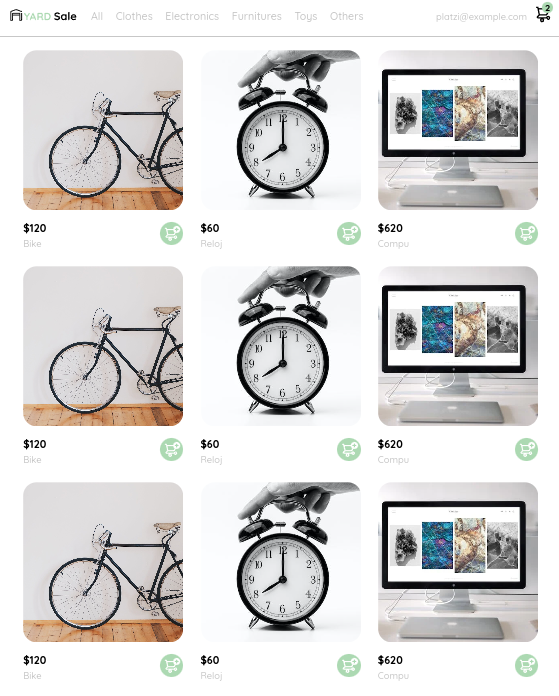 YARD Sale All Clothes Electronics Furnitures Toys Others platzi@example.com 2
$120 $60 $620
Bike Reloj Compu
$120 $60 $620
Bike Reloj Compu
$120 $60 $620
Bike Reloj Compu